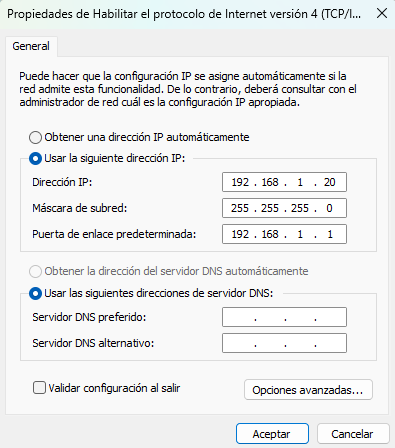 Propiedades de Habilitar el protocolo de Internet versión 4 (TCP/I...
General
Puede hacer que la configuración IP se asigne automáticamente si la
red admite esta funcionalidad. De lo contrario, deberá consultar con el
administrador de red cuál es la configuración IP apropiada.
Obtener una dirección IP automáticamente
Usar la siguiente dirección IP:
Dirección IP: 192 . 168 . 1 . 20
Máscara de subred: 255 . 255 . 255 . 0
Puerta de enlace predeterminada: 192 . 168 . 1 . 1
Obtener la dirección del servidor DNS automáticamente
Usar las siguientes direcciones de servidor DNS:
Servidor DNS preferido: . . .
Servidor DNS alternativo: . . .
Validar configuración al salir
Opciones avanzadas...
Aceptar Cancelar